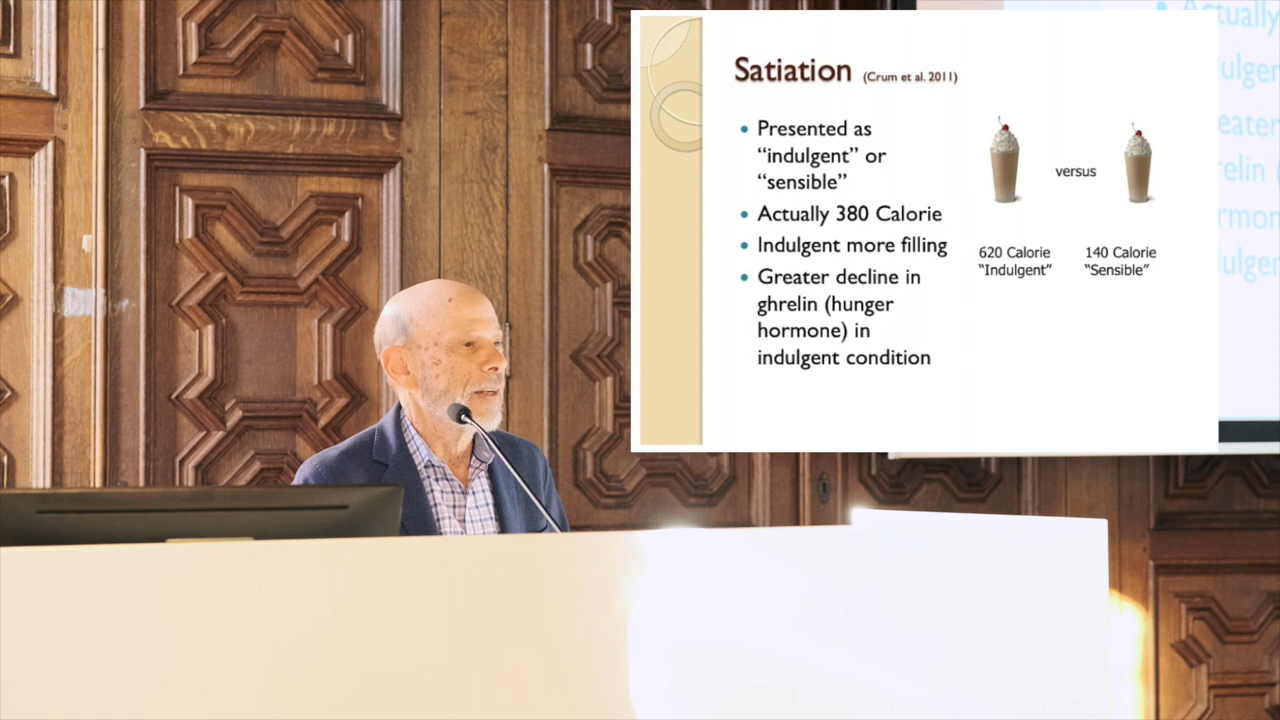 Satiation (Crum et al. 2011)
• Presented as
“indulgent” or
“sensible”
• Actually 380 Calorie
• Indulgent more filling
• Greater decline in
ghrelin (hunger
hormone) in
indulgent condition
versus
620 Calorie
“Indulgent”
140 Calorie
“Sensible”
• Actually